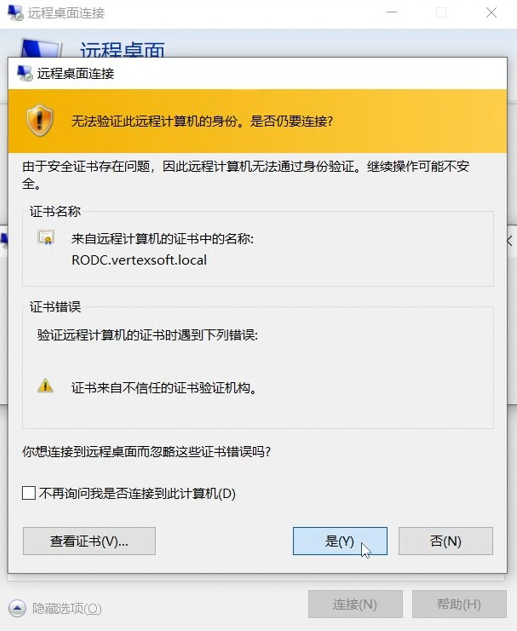 远程桌面连接
远程桌面
远程桌面连接
无法验证此远程计算机的身份。是否仍要连接?
由于安全证书存在问题，因此远程计算机无法通过身份验证。继续操作可能不安
全。
证书名称
来自远程计算机的证书中的名称:
RODC.vertexsoft.local
证书错误
验证远程计算机的证书时遇到下列错误:
证书来自不信任的证书验证机构。
你想连接到远程桌面而忽略这些证书错误吗?
不再询问我是否连接到此计算机(D)
查看证书(V)... 是(Y) 否(N)
隐藏选项(O) 连接(N) 帮助(H)